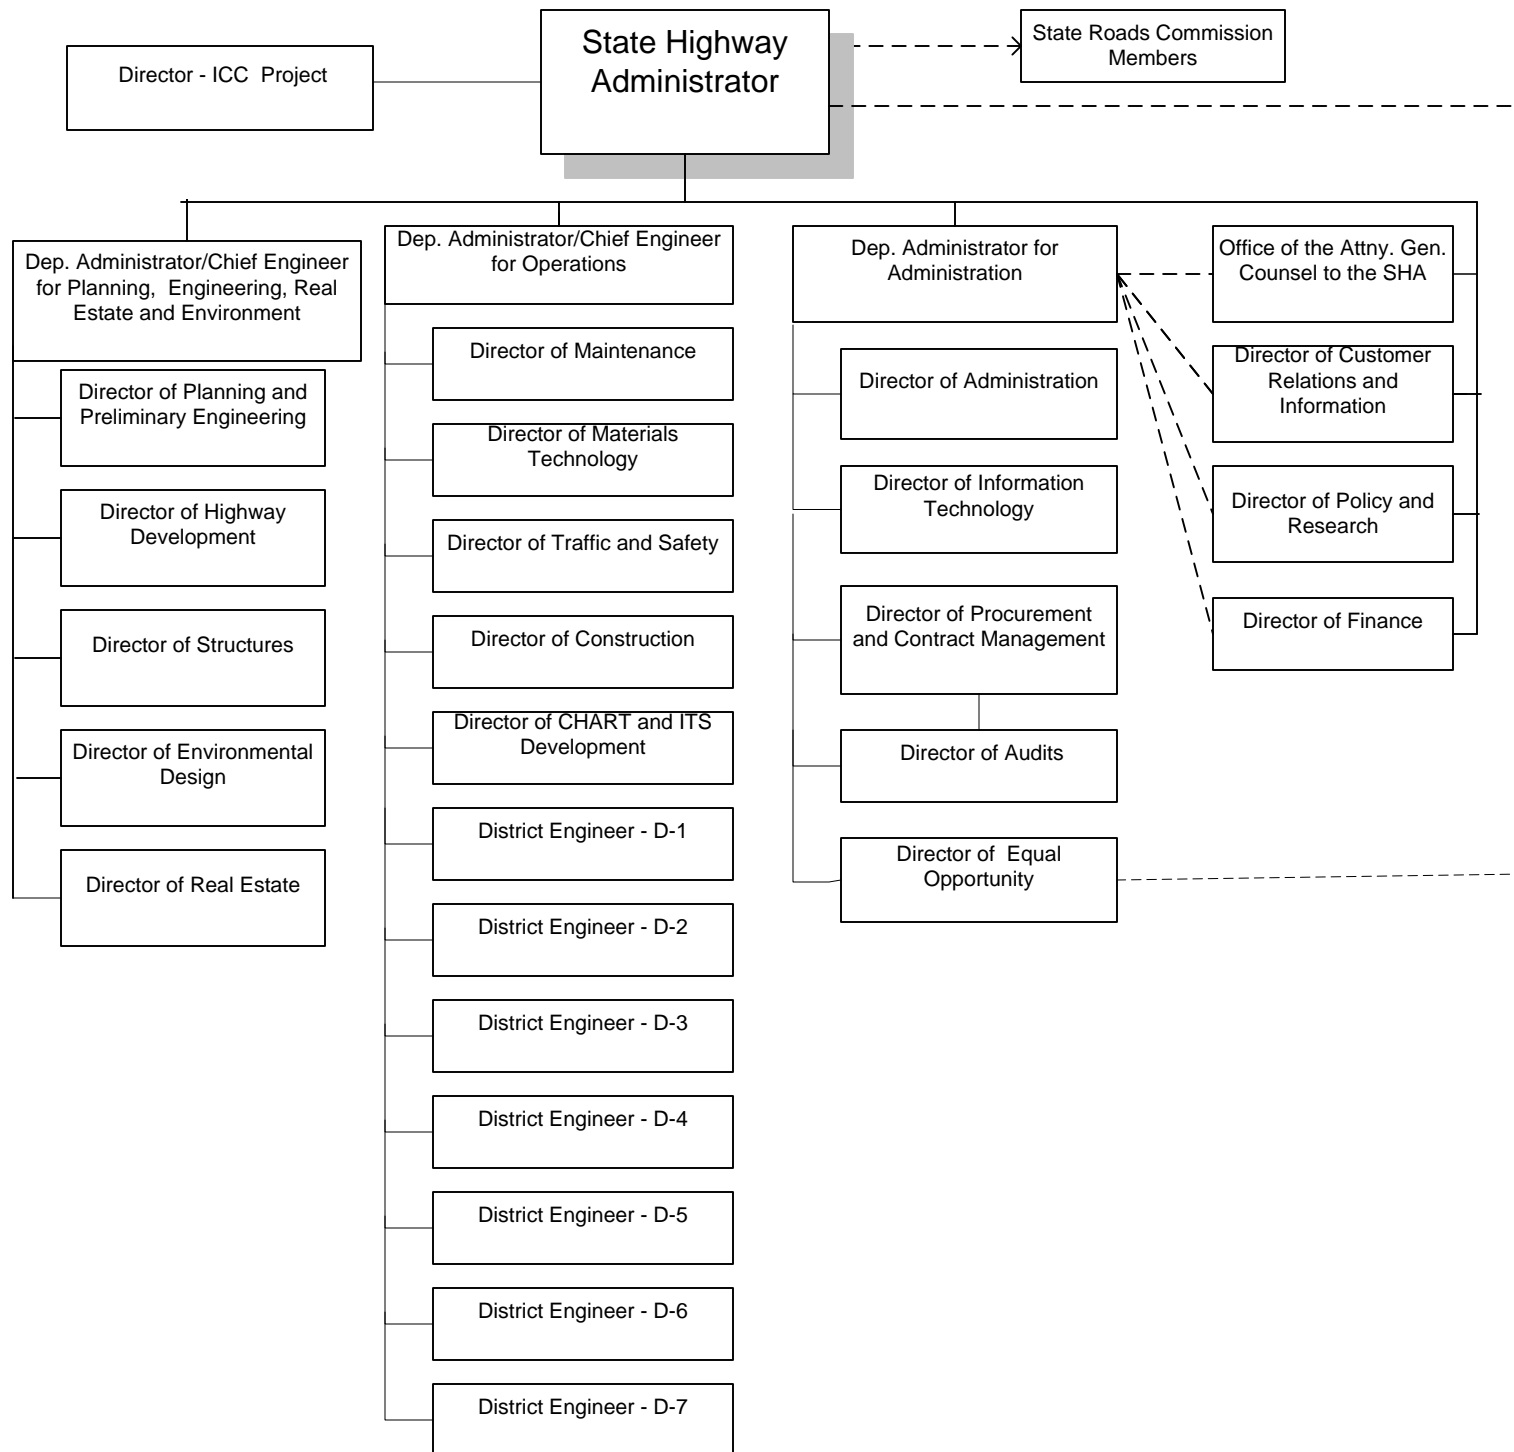 State Highway
Administrator
State Roads Commission
Members
Director - ICC  Project
Dep. Administrator/Chief Engineer
for Planning,  Engineering, Real
Estate and Environment
Director of Planning and
Preliminary Engineering
Director of Highway
Development
Director of Structures
Director of Environmental
Design
Director of Real Estate
Dep. Administrator/Chief Engineer
for Operations
Director of Maintenance
Director of Materials
Technology
Director of Traffic and Safety
Director of Construction
Director of CHART and ITS
Development
District Engineer - D-1
District Engineer - D-2
District Engineer - D-3
District Engineer - D-4
District Engineer - D-5
District Engineer - D-6
District Engineer - D-7
Dep. Administrator for
Administration
Director of Administration
Director of Information
Technology
Director of Procurement
and Contract Management
Director of Audits
Director of  Equal
Opportunity
Office of the Attny. Gen.
Counsel to the SHA
Director of Customer
Relations and
Information
Director of Policy and
Research
Director of Finance